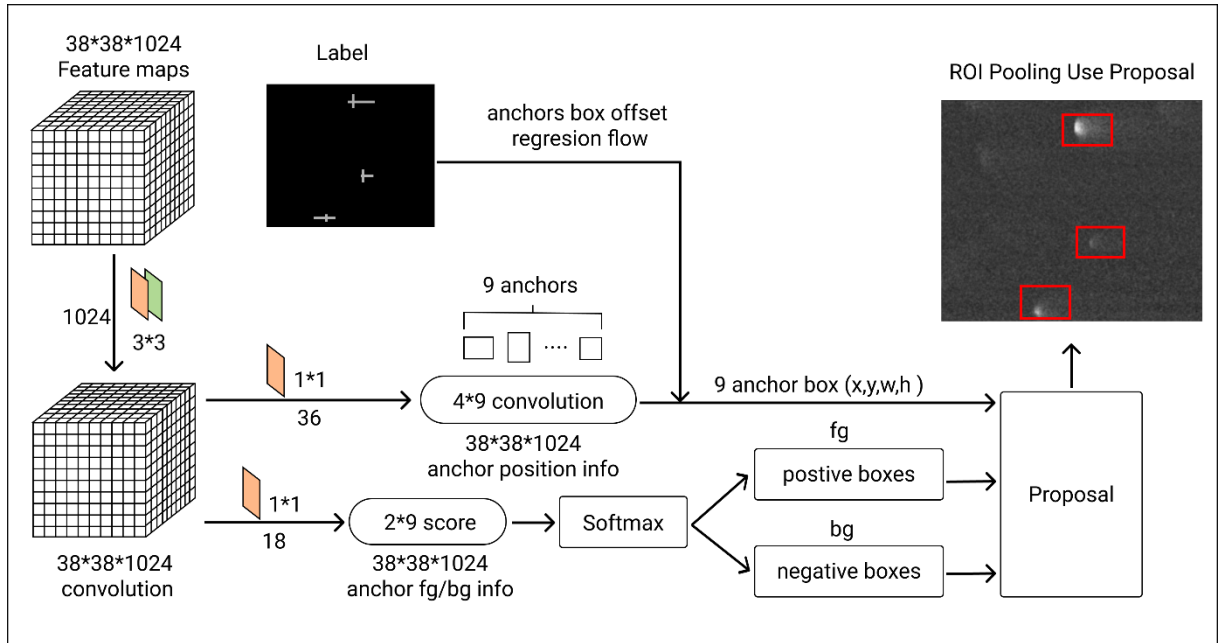 38*38*1024
Feature maps
Label
anchors box offset
regresion flow
ROI Pooling Use Proposal
1024
3*3
9 anchors
1*1
36
4*9 convolution
38*38*1024
anchor position info
9 anchor box (x,y,w,h )
fg
postive boxes
bg
negative boxes
Proposal
1*1
18
2*9 score
38*38*1024
anchor fg/bg info
Softmax
38*38*1024
convolution